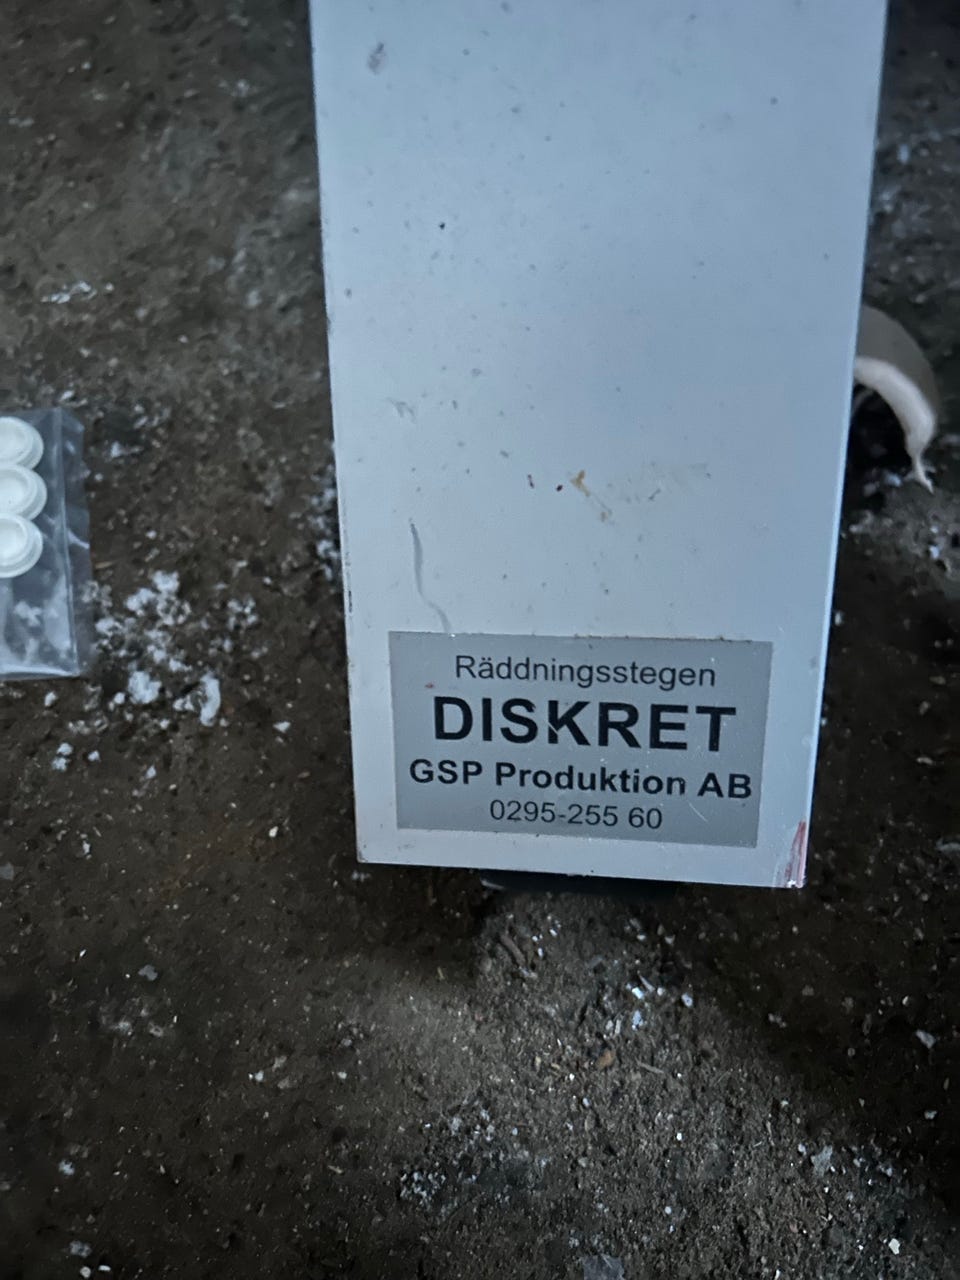 Räddningsstegen
DISKRET
GSP Produktion AB
0295-255 60